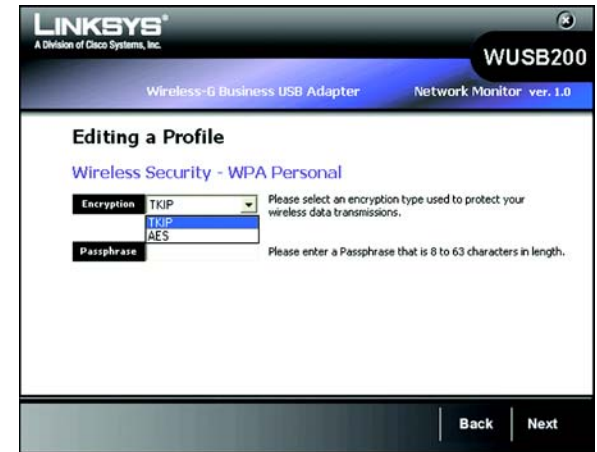 LINKSYS®
A Division of Cisco Systems, Inc.
WUSB200
Wireless-G Business USB Adapter Network Monitor ver. 1.0
Editing a Profile
Wireless Security - WPA Personal
Encryption TKIP Please select an encryption type used to protect your
wireless data transmissions.
TKIP
AES
Passphrase Please enter a Passphrase that is 8 to 63 characters in length.
Back Next